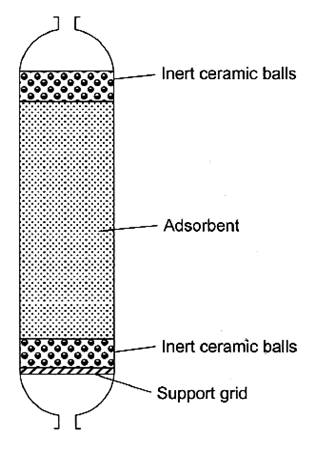 Inert ceramic balls
Adsorbent
Inert ceramic balls
Support grid